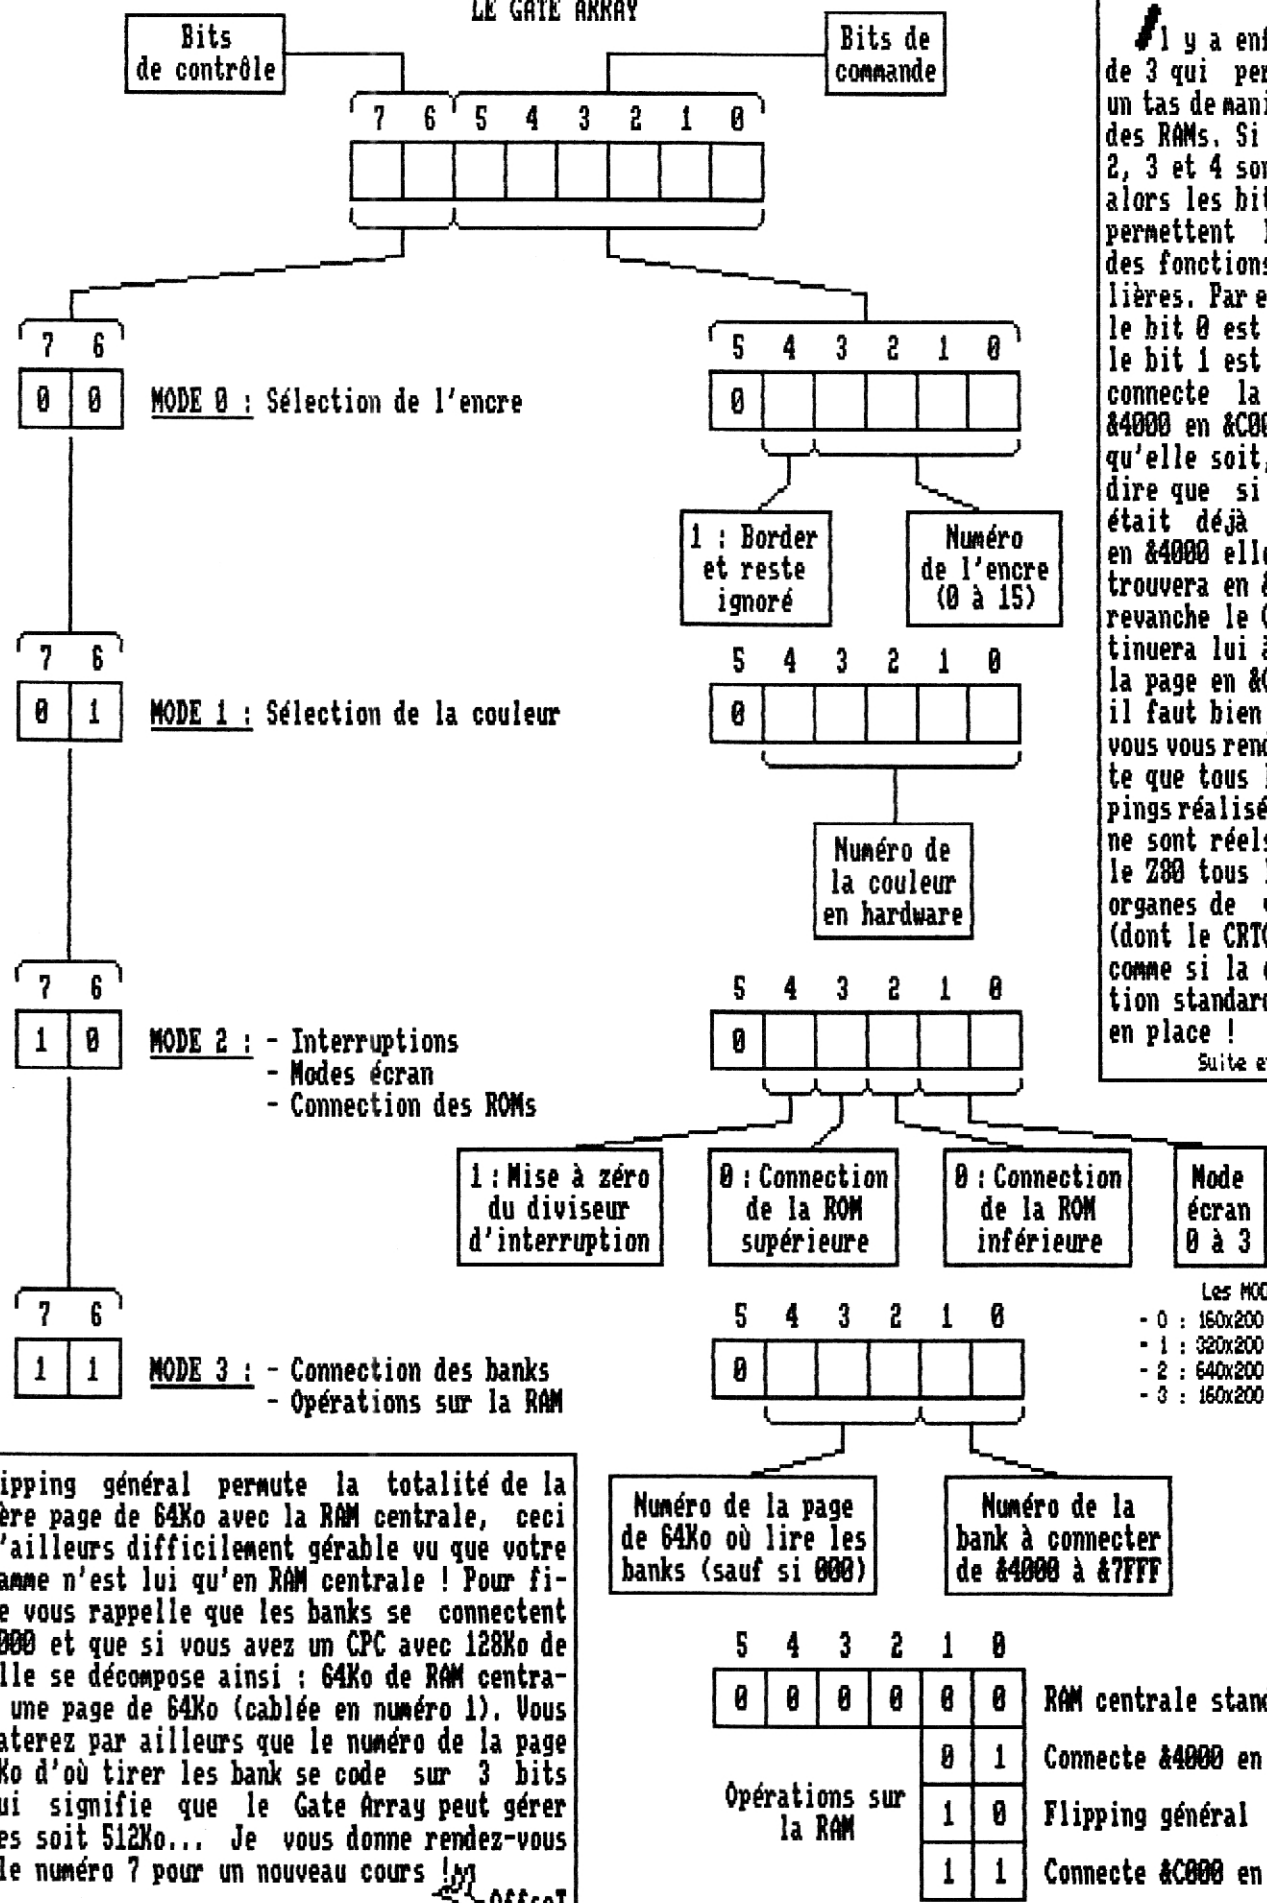 LE GATE ARRAY
Bits
de contrôle
Bits de
commande
7 6 5 4 3 2 1 0
7 6
0 0
MODE 0 : Sélection de l'encre
5 4 3 2 1 0
0
1 : Border
et reste
ignoré
Numéro
de l'encre
(0 à 15)
7 6
0 1
MODE 1 : Sélection de la couleur
5 4 3 2 1 0
0
Numéro de
la couleur
en hardware
7 6
1 0
MODE 2 : - Interruptions
- Modes écran
- Connection des ROMs
5 4 3 2 1 0
0
1 : Mise à zéro
du diviseur
d'interruption
0 : Connection
de la ROM
supérieure
0 : Connection
de la ROM
inférieure
Mode
écran
0 à 3
Les MOD
- 0 : 160x200
- 1 : 320x200
- 2 : 640x200
- 3 : 160x200
7 6
1 1
MODE 3 : - Connection des banks
- Opérations sur la RAM
5 4 3 2 1 0
0
Numéro de la page
de 64Ko où lire les
banks (sauf si 000)
Numéro de la
bank à connecter
de &4000 à &7FFF
5 4 3 2 1 0
0 0 0 0 0 0 RAM centrale stand
0 1 Connecte &4000 en
Opérations sur
la RAM
1 0 Flipping général
1 1 Connecte &C000 en
l y a enf
de 3 qui per
un tas de mani
des RAMs. Si
2, 3 et 4 son
alors les bit
permettent l
des fonctions
lières. Par e
le bit 0 est
le bit 1 est
connecte la
&4000 en &C00
qu'elle soit,
dire que si
était déjà
en &4000 elle
trouvera en &
revanche le C
tinuera lui à
la page en &C
il faut bien
vous vous rend
te que tous l
pings réalisé
ne sont réels
le Z80 tous l
organes de v
(dont le CRTC
comme si la c
tion standard
en place !
Suite e
ipping général permute la totalité de la
ère page de 64Ko avec la RAM centrale, ceci
'ailleurs difficilement gérable vu que votre
amme n'est lui qu'en RAM centrale ! Pour fi-
e vous rappelle que les banks se connectent
000 et que si vous avez un CPC avec 128Ko de
lle se décompose ainsi : 64Ko de RAM centra-
une page de 64Ko (cablée en numéro 1). Vous
aterez par ailleurs que le numéro de la page
Ko d'où tirer les bank se code sur 3 bits
ui signifie que le Gate Array peut gérer
es soit 512Ko... Je vous donne rendez-vous
le numéro 7 pour un nouveau cours !
OffseT